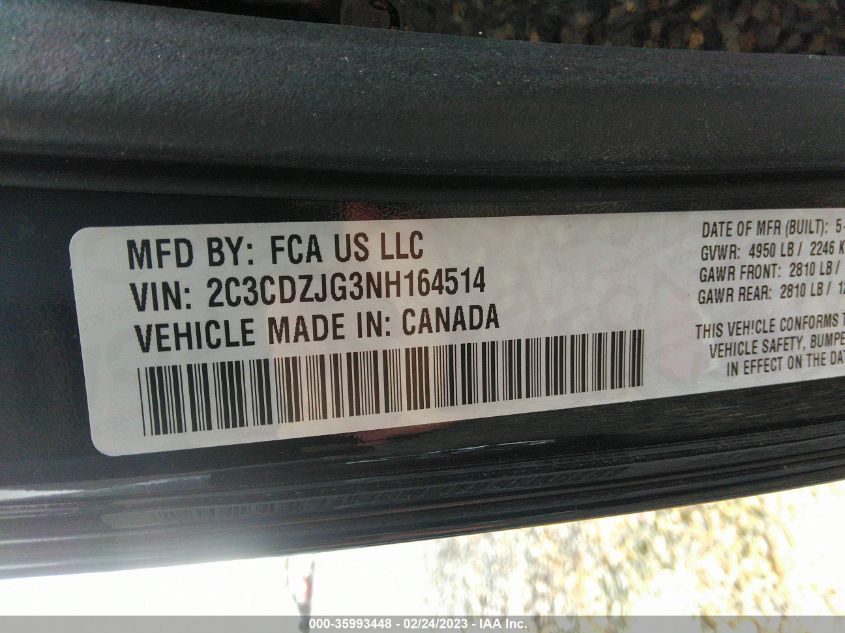 MFD BY: FCA US LLC
VIN: 2C3CDZJG3NH164514
VEHICLE MADE IN: CANADA
DATE OF MFR (BUILT): 5-
GVWR: 4950 LB / 2246 K
GAWR FRONT: 2810 LB /
GAWR REAR: 2810 LB / 12
THIS VEHICLE CONFORMS T
VEHICLE SAFETY, BUMPE
IN EFFECT ON THE DAT
000-35993448 - 02/24/2023 - IAA Inc.